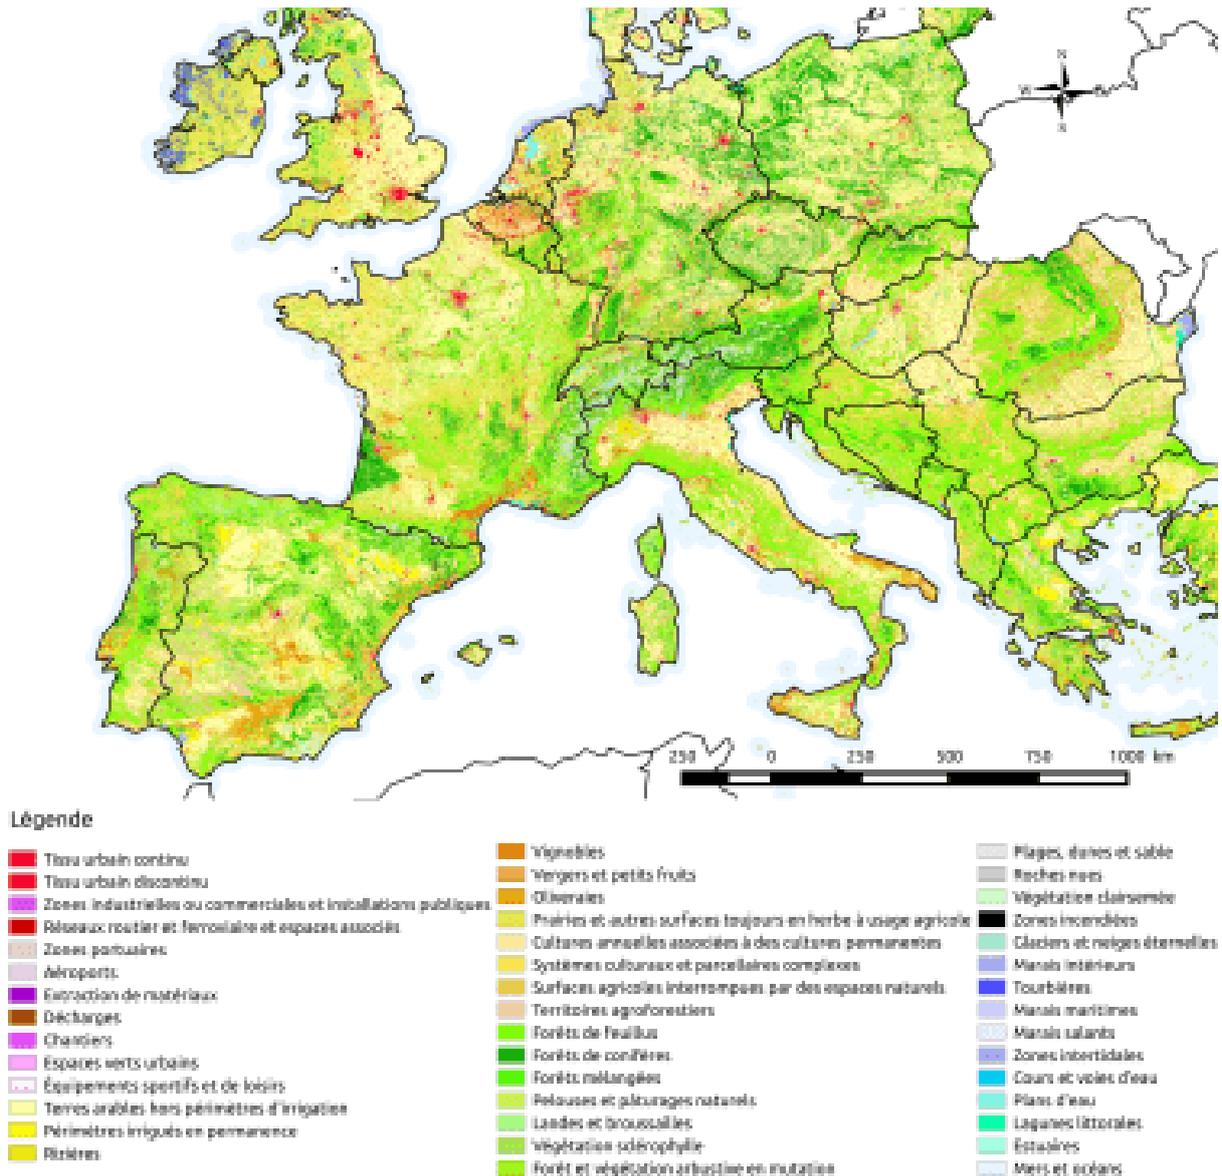 N
W
S
250 0 250 500 750 1000 km
Légende
Tissu urbain continu
Tissu urbain discontinu
Zones industrielles ou commerciales et installations publiques
Réseaux routier et ferroviaire et espaces associés
Zones portuaires
Aéroports
Extraction de matériaux
Décharges
Chantiers
Espaces verts urbains
Équipements sportifs et de loisirs
Terres arables hors périmètres d'irrigation
Périmètres irrigués en permanence
Rizières
Vignobles
Vergers et petits fruits
Oliveraies
Prairies et autres surfaces toujours en herbe à usage agricole
Cultures annuelles associées à des cultures permanentes
Systèmes culturaux et parcellaires complexes
Surfaces agricoles interrompues par des espaces naturels
Territoires agroforestiers
Forêts de feuillus
Forêts de conifères
Forêts mélangées
Pelouses et pâturages naturels
Landes et broussailles
Végétation sclérophylle
Forêt et végétation arbustive en mutation
Plages, dunes et sable
Roches nues
Végétation clairsemée
Zones incendiées
Glaciers et neiges éternelles
Marais intérieurs
Tourbières
Marais maritimes
Marais salants
Zones intertidales
Cours et voies d'eau
Plans d'eau
Lagunes littorales
Estuaires
Mers et océans